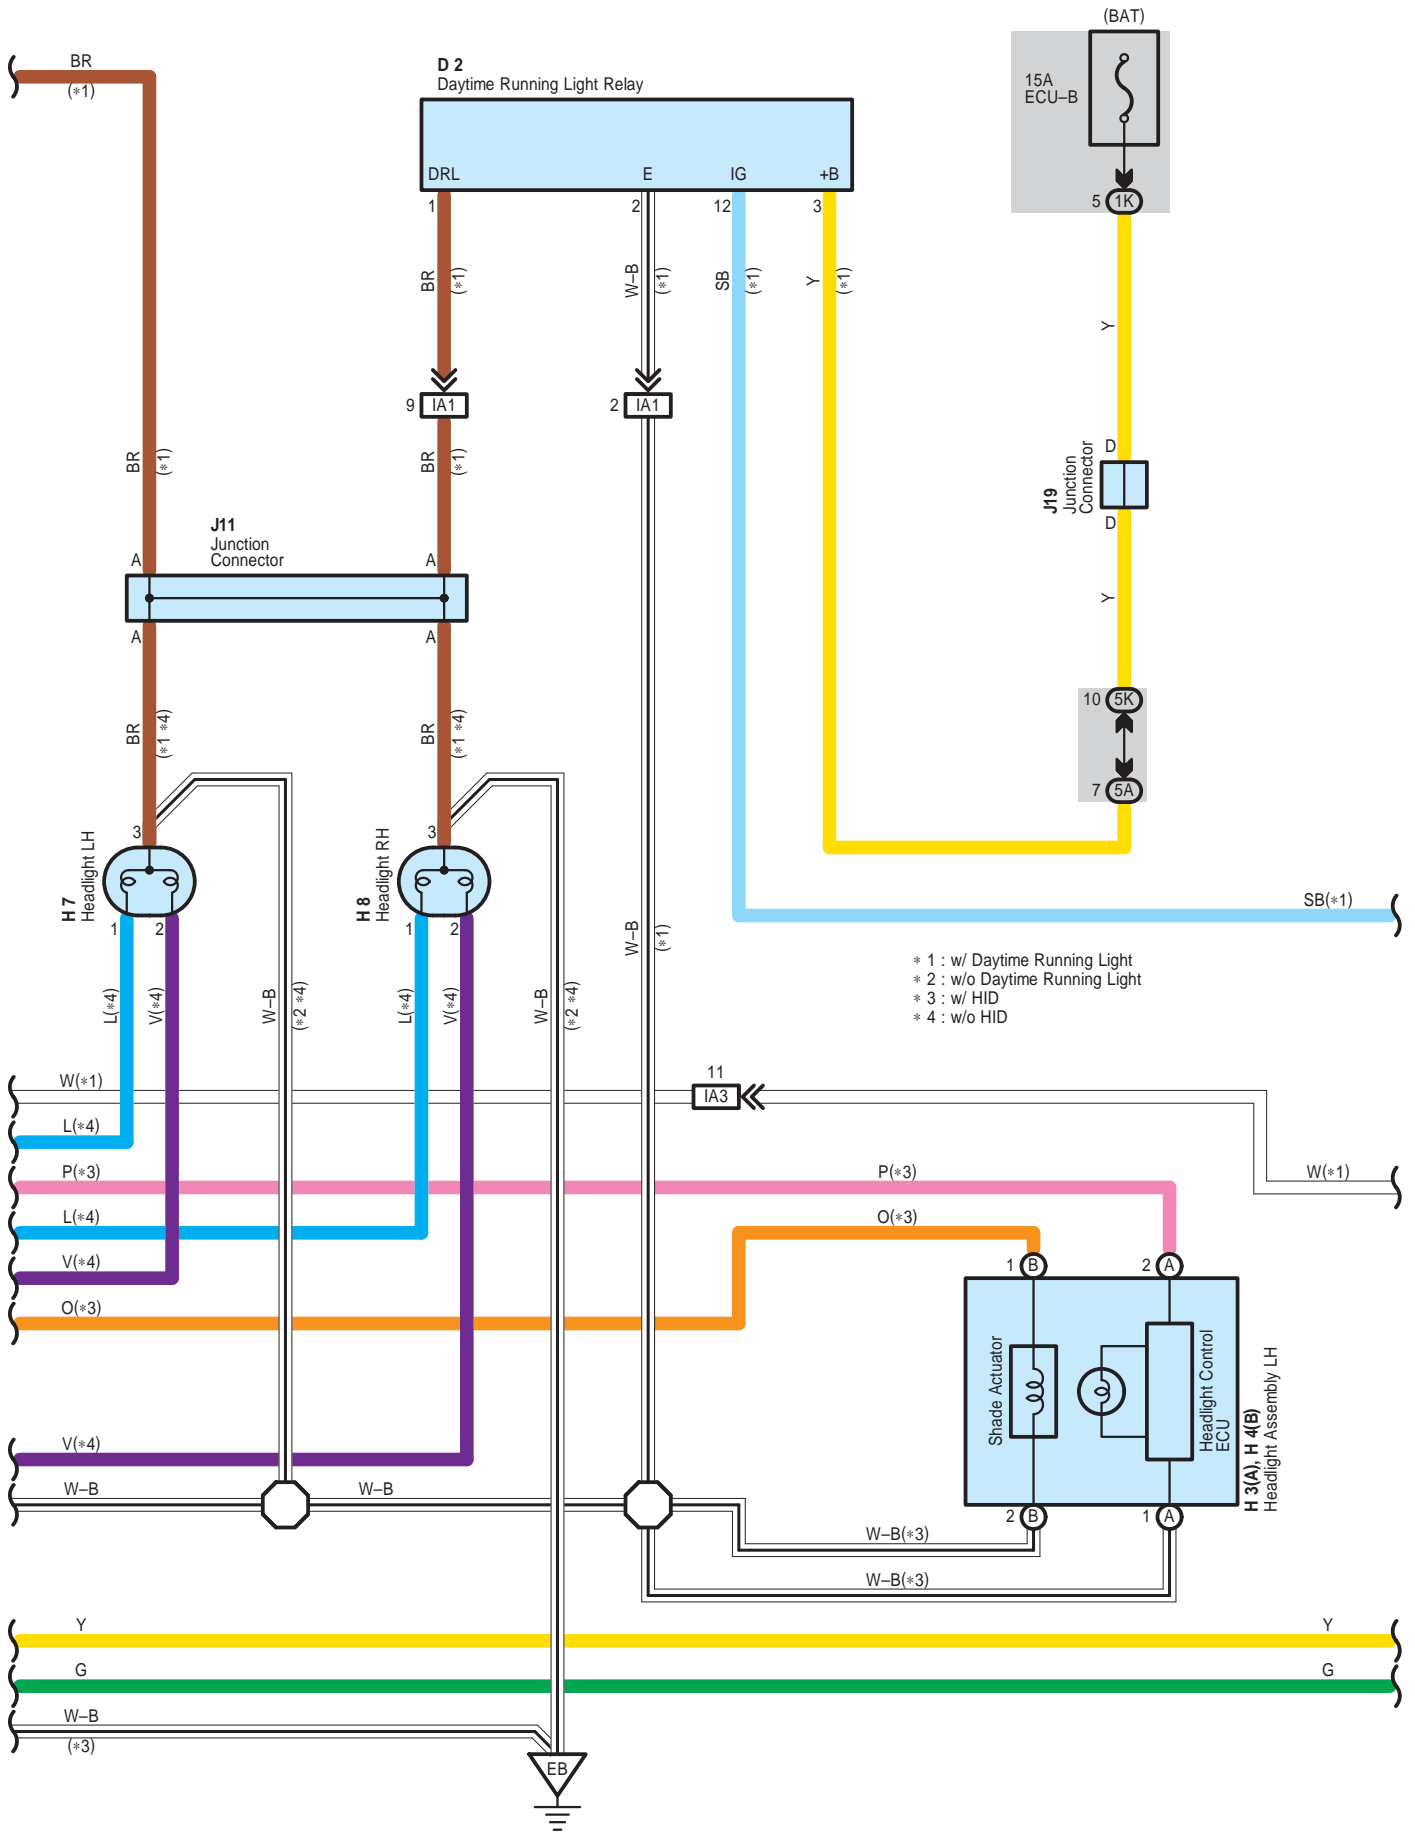 (BAT)
BR
(*1)
D 2
Daytime Running Light Relay
15A
ECU–B
DRL
E
IG
+B
1
2
12
3
5
1K
BR
(*1)
W–B
(*1)
SB
(*1)
Y
(*1)
Y
9
IA1
2
IA1
BR
(*1)
BR
(*1)
D
J19
Junction
Connector
D
J11
Junction
Connector
A
A
A
A
Y
BR
(*1 *4)
BR
(*1 *4)
10
5K
7
5A
3
3
H 7
Headlight LH
H 8
Headlight RH
1
2
1
2
SB(*1)
W–B
(*1)
* 1 : w/ Daytime Running Light
* 2 : w/o Daytime Running Light
* 3 : w/ HID
* 4 : w/o HID
L(*4)
V(*4)
W–B
(*2 *4)
L(*4)
V(*4)
W–B
(*2 *4)
W(*1)
11
IA3
L(*4)
P(*3)
P(*3)
W(*1)
L(*4)
O(*3)
V(*4)
1
B
2
A
O(*3)
Shade Actuator
Headlight Control
ECU
H 3(A), H 4(B)
Headlight Assembly LH
V(*4)
W–B
W–B
2
B
1
A
W–B(*3)
W–B(*3)
Y
Y
G
G
W–B
(*3)
EB